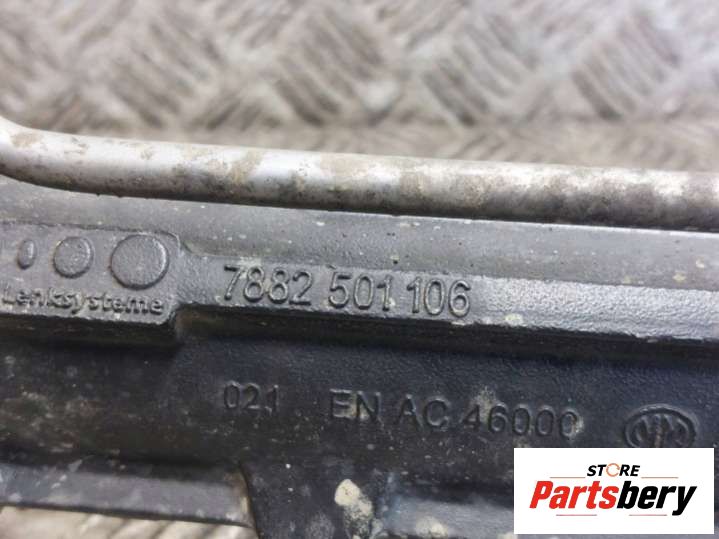 7882 501 106
Lenksysteme
021 EN AC 46000
STORE
Partsbery